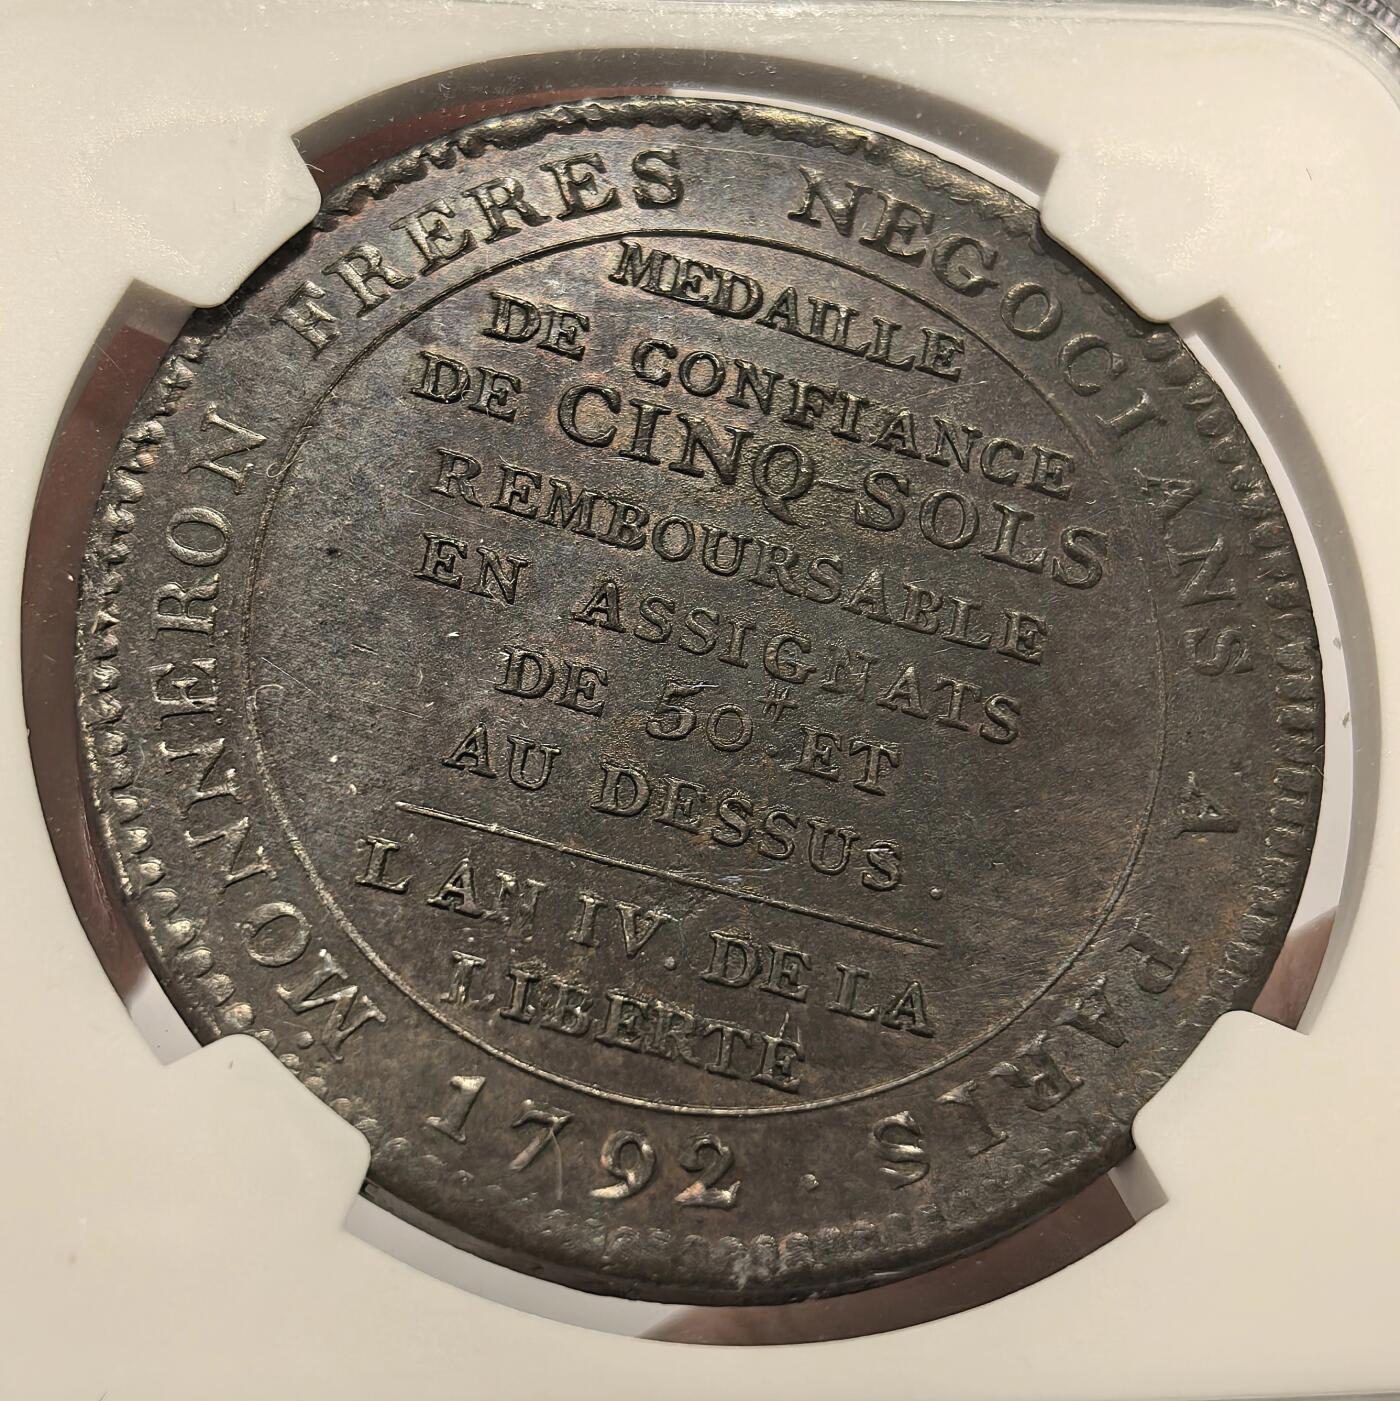 MONNERON FRERES NEGOCIANS A PARIS . 1792
MEDAILLE
DE CONFIANCE
DE CINQ-SOLS
REMBOURSABLE
EN ASSIGNATS
DE 50# ET
AU DESSUS .
L AN IV. DE LA
LIBERTÉ